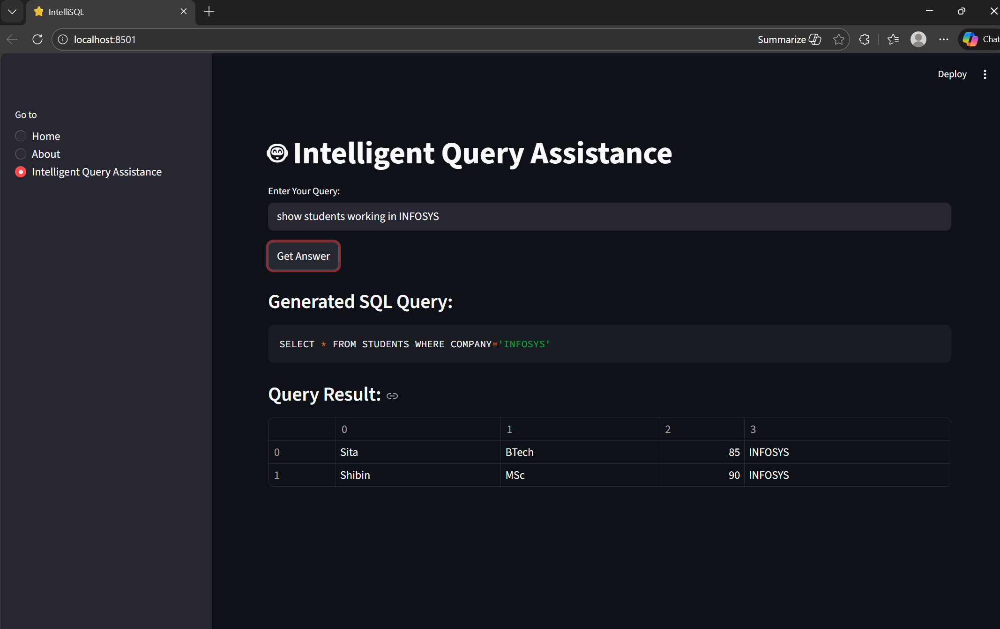 IntelliSQL
localhost:8501
Summarize
Chat
Deploy
Go to
Home
About
Intelligent Query Assistance
Intelligent Query Assistance
Enter Your Query:
show students working in INFOSYS
Get Answer
Generated SQL Query:
SELECT * FROM STUDENTS WHERE COMPANY='INFOSYS'
Query Result:
0 1 2 3
0 Sita BTech 85 INFOSYS
1 Shibin MSc 90 INFOSYS